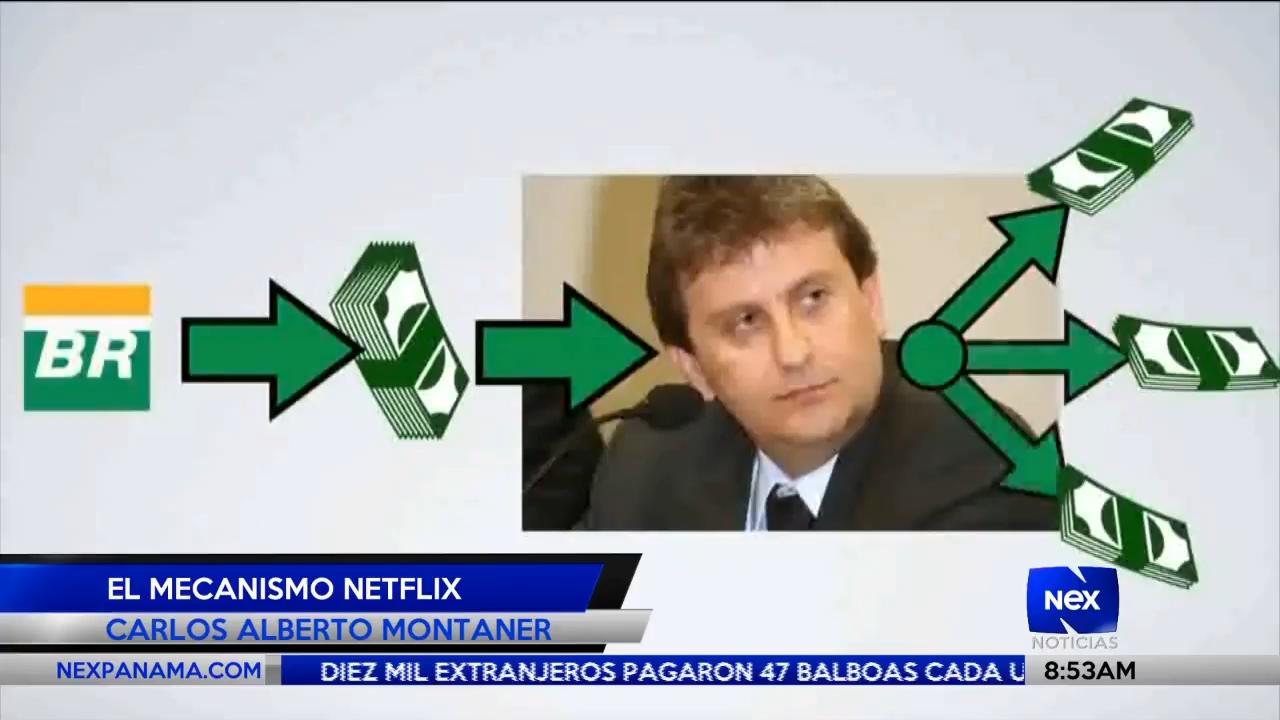 BR
EL MECANISMO NETFLIX
CARLOS ALBERTO MONTANER
NEX
NOTICIAS
NEXPANAMA.COM
DIEZ MIL EXTRANJEROS PAGARON 47 BALBOAS CADA U
8:53AM